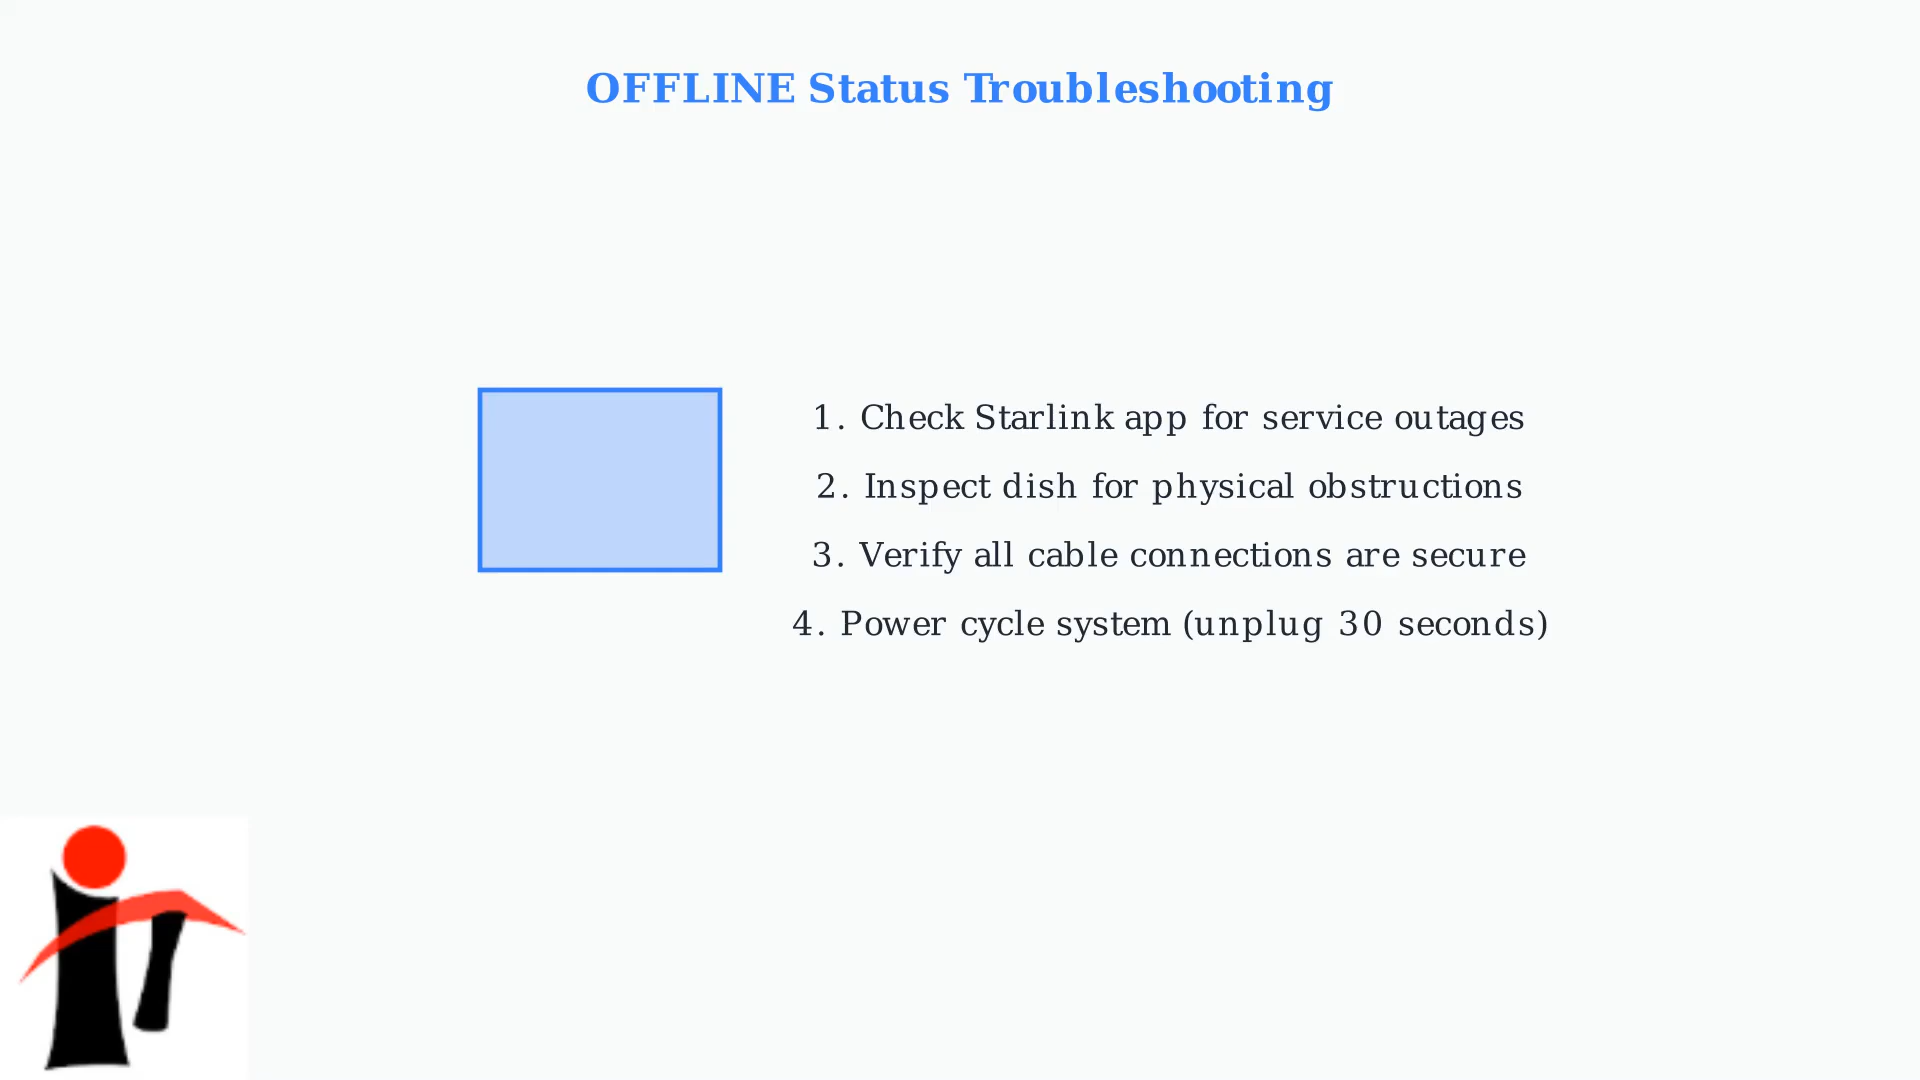 OFFLINE Status Troubleshooting
1. Check Starlink app for service outages
2. Inspect dish for physical obstructions
3. Verify all cable connections are secure
4. Power cycle system (unplug 30 seconds)